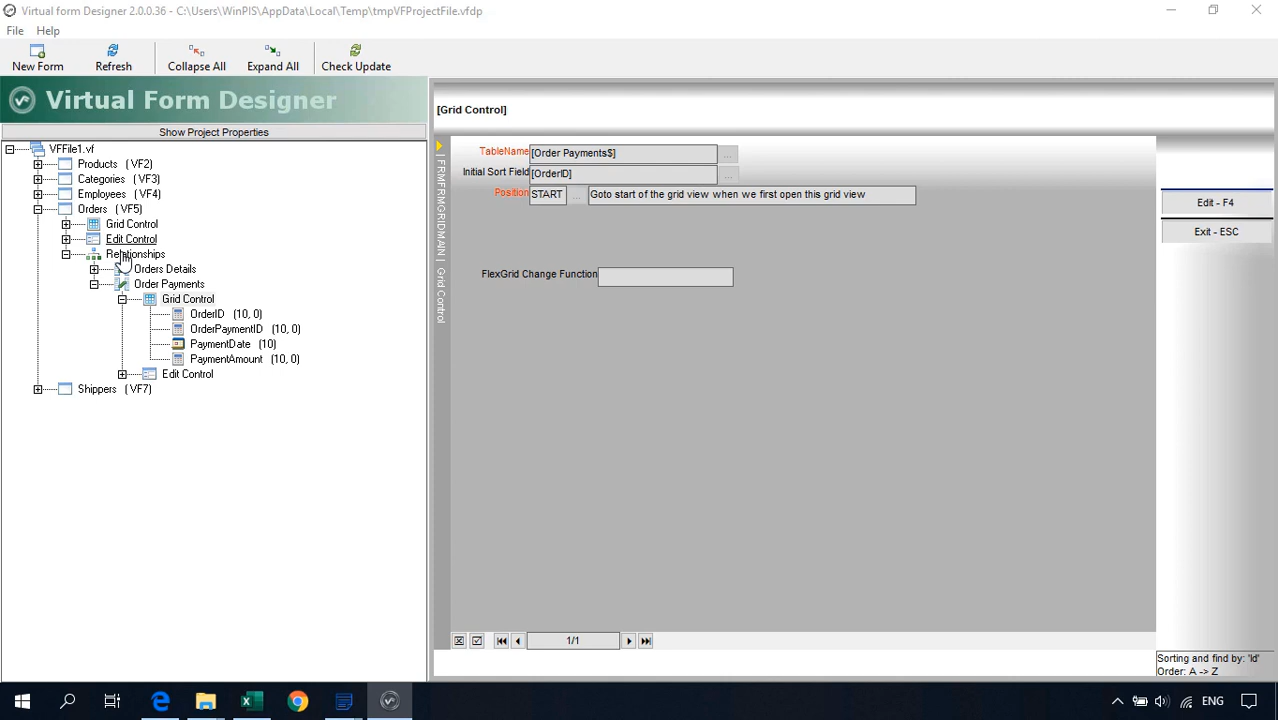 Virtual form Designer 2.0.0.36 - C:\Users\WinPIS\AppData\Local\Temp\tmpVFProjectFile.vfdp
File Help
New Form Refresh Collapse All Expand All Check Update
Virtual Form Designer
Show Project Properties
VFFile1.vf
Products (VF2)
Categories (VF3)
Employees (VF4)
Orders (VF5)
Grid Control
Edit Control
Relationships
Orders Details
Order Payments
Grid Control
OrderID (10, 0)
OrderPaymentID (10, 0)
PaymentDate (10)
PaymentAmount (10, 0)
Edit Control
Shippers (VF7)
[Grid Control]
| FRMFRMGRIDMAIN | Grid Control
TableName [Order Payments$] ...
Initial Sort Field [OrderID] ...
Position START ... Goto start of the grid view when we first open this grid view
FlexGrid Change Function
Edit - F4
Exit - ESC
1/1
Sorting and find by: 'Id'
Order: A -> Z
ENG